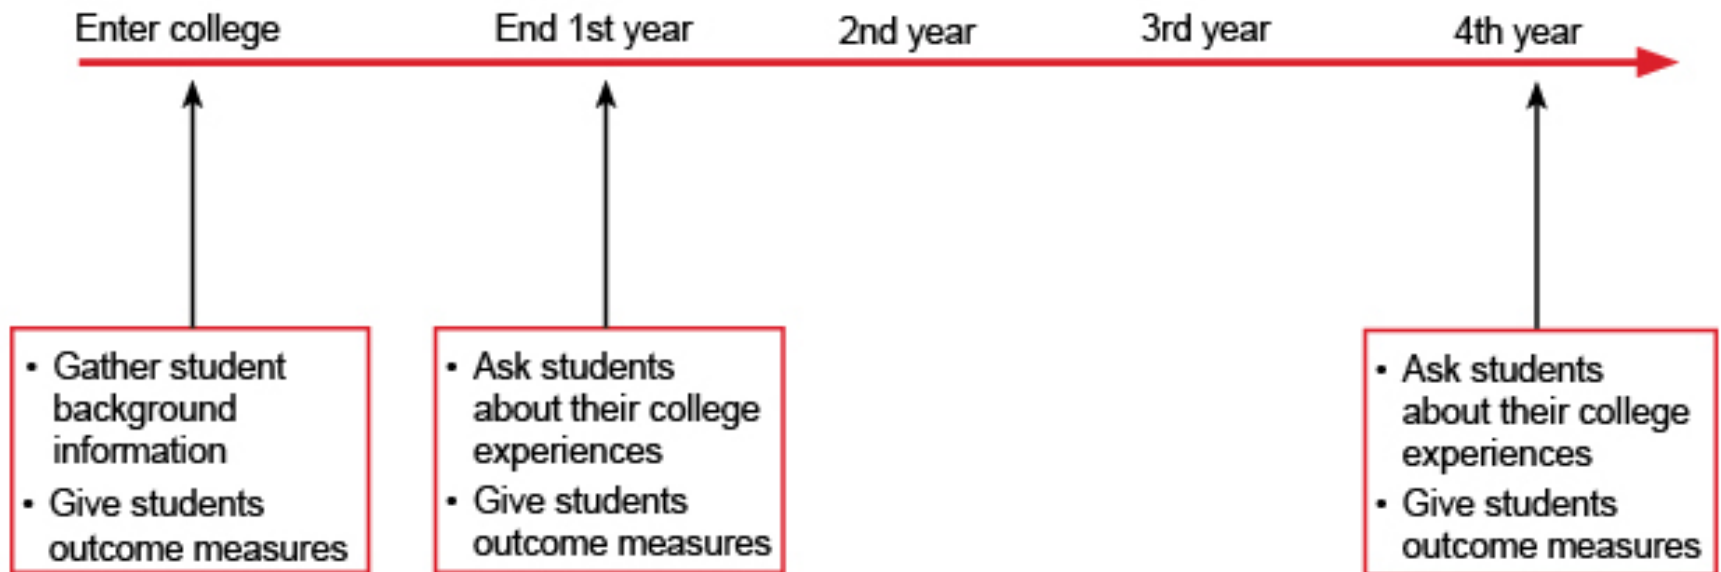 Enter college
End 1st year
2nd year
3rd year
4th year
• Gather student
background
information
• Give students
outcome measures
• Ask students
about their college
experiences
• Give students
outcome measures
• Ask students
about their college
experiences
• Give students
outcome measures